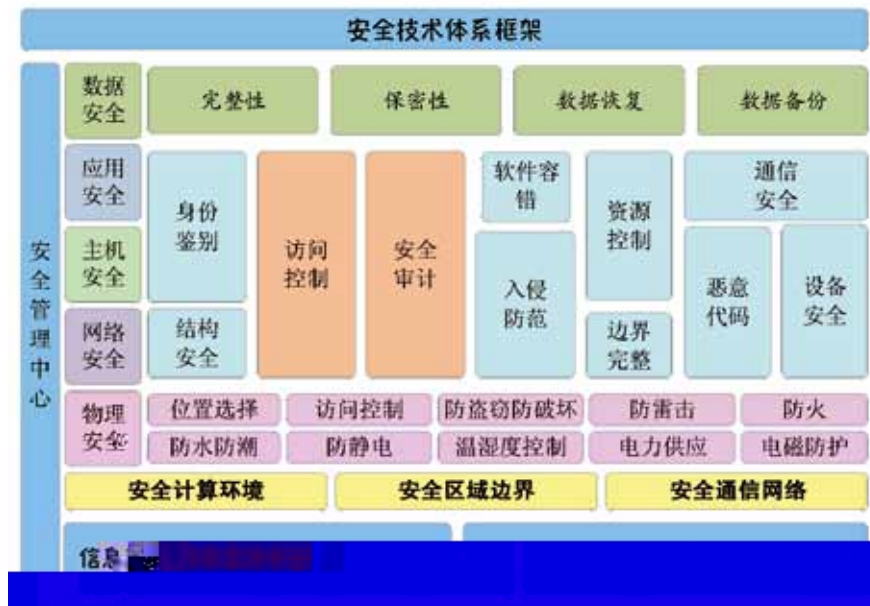 安全技术体系框架
安全管理中心
数据
安全
完整性
保密性
数据恢复
数据备份
应用
安全
主机
安全
网络
安全
身份
鉴别
结构
安全
访问
控制
安全
审计
软件容
错
入侵
防范
资源
控制
边界
完整
通信
安全
恶意
代码
设备
安全
物理
安全
位置选择
访问控制
防盗窃防破坏
防雷击
防火
防水防潮
防静电
温湿度控制
电力供应
电磁防护
安全计算环境
安全区域边界
安全通信网络
信息